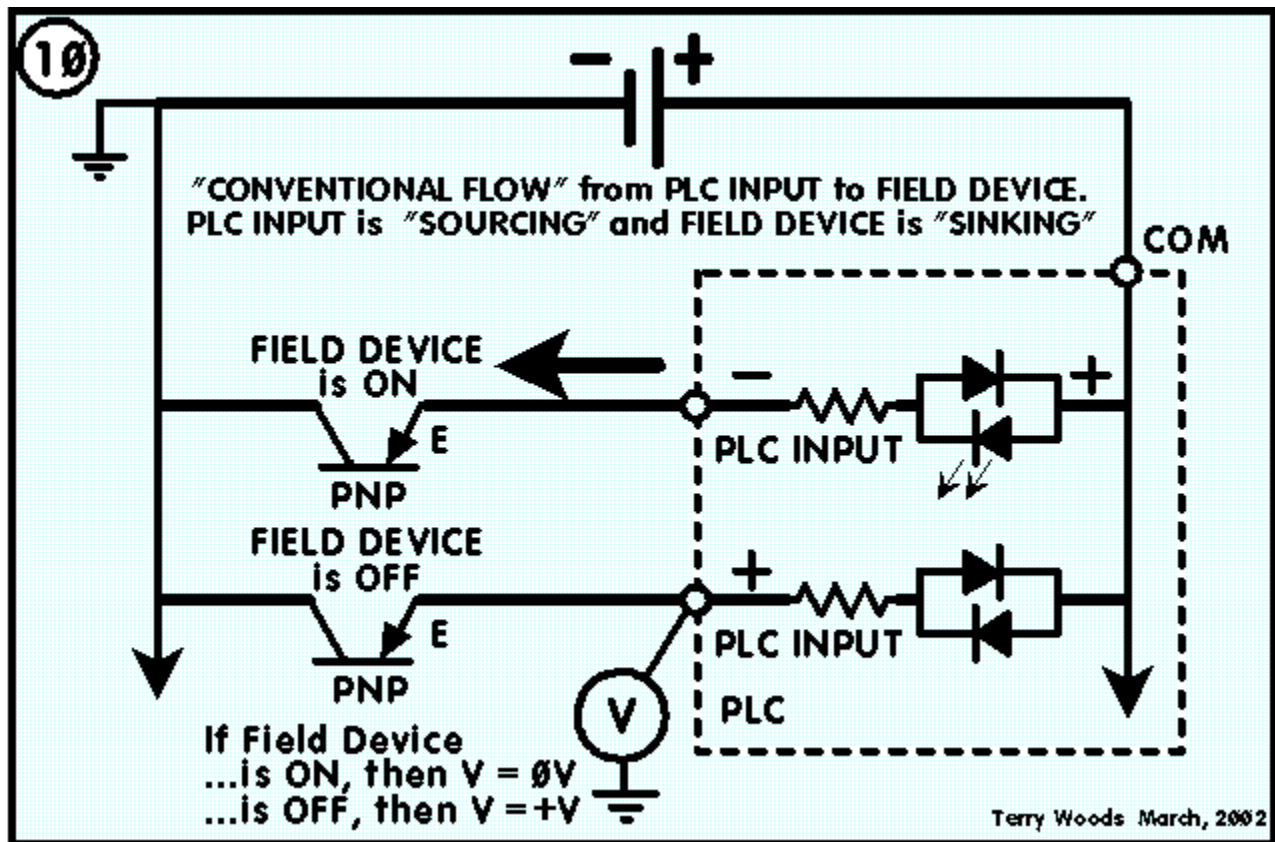 1Ø
- +
"CONVENTIONAL FLOW" from PLC INPUT to FIELD DEVICE.
PLC INPUT is "SOURCING" and FIELD DEVICE is "SINKING"
COM
FIELD DEVICE
is ON
- +
E
PLC INPUT
PNP
FIELD DEVICE
is OFF
+
E
PLC INPUT
PNP
V
PLC
If Field Device
...is ON, then V = ØV
...is OFF, then V = +V
Terry Woods March, 2002